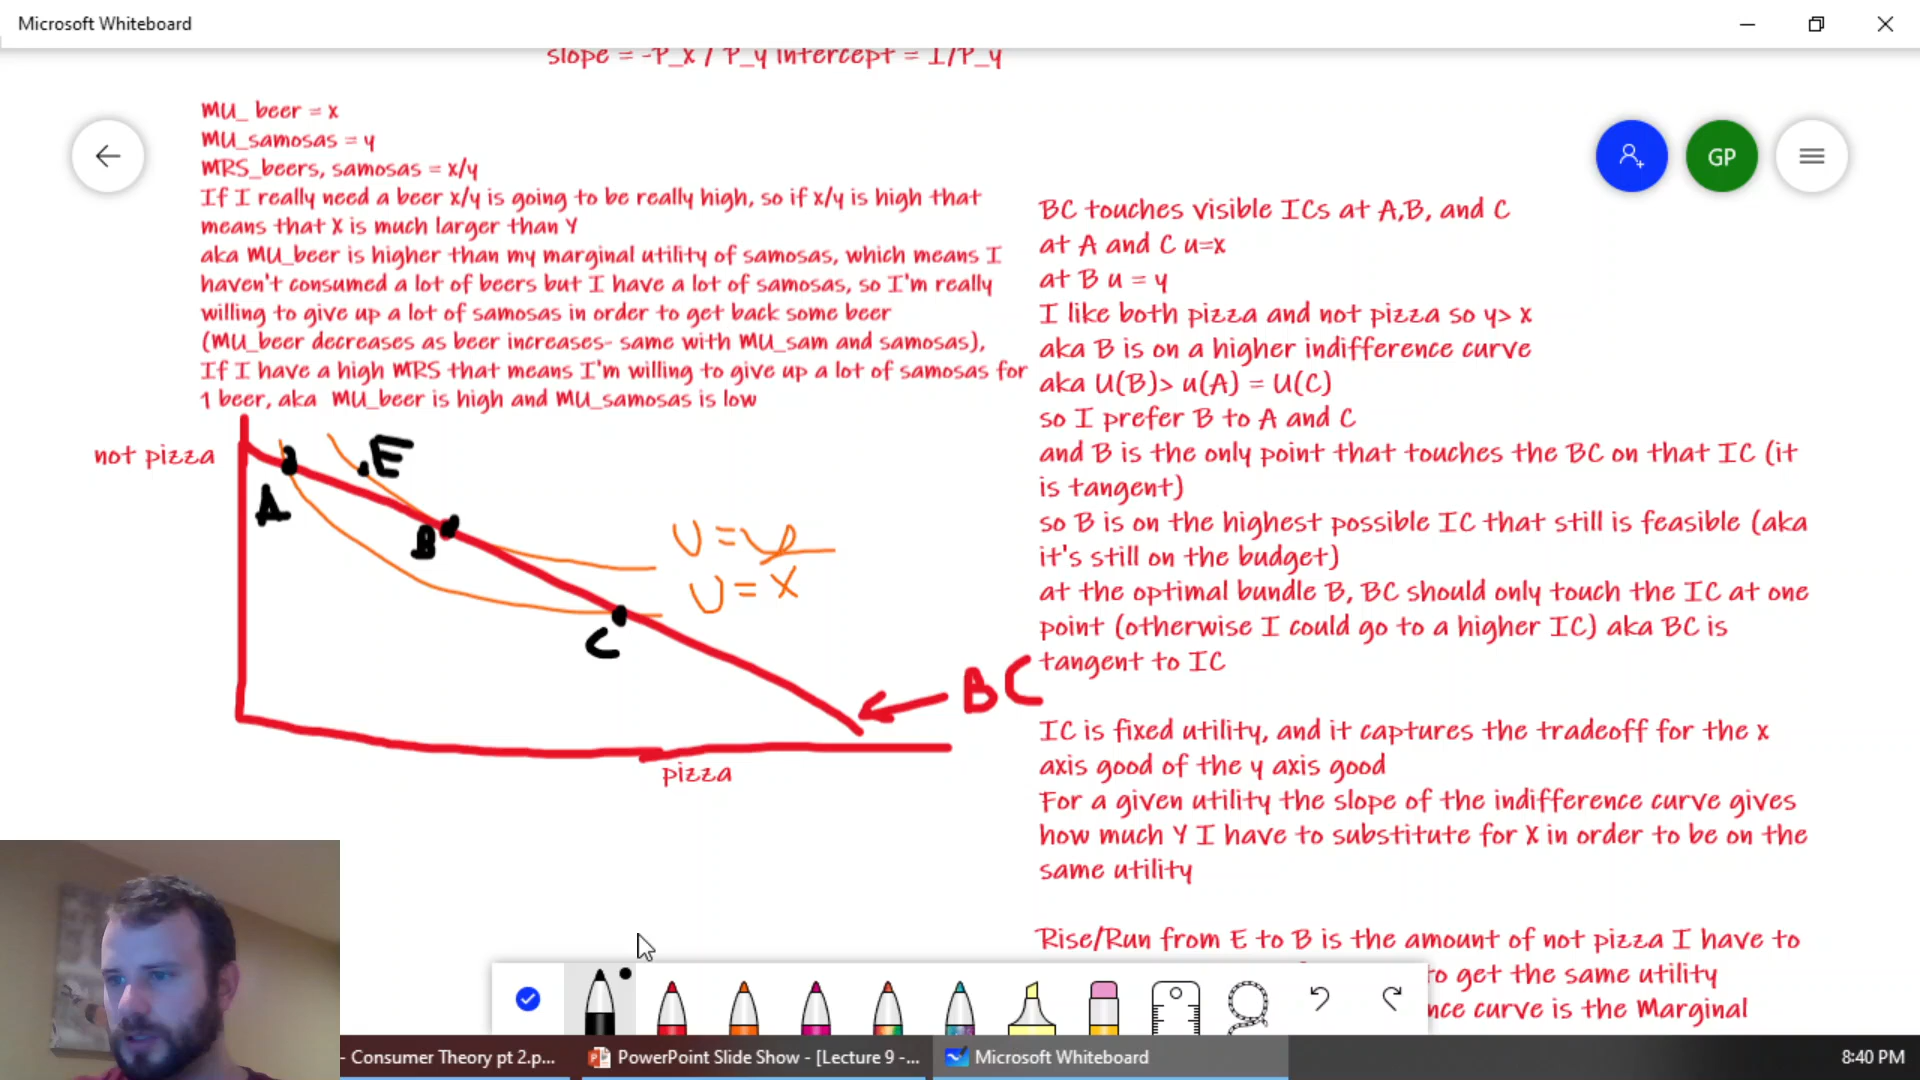 Microsoft Whiteboard
slope = -P_x / P_y intercept = I/P_y
MU_ beer = x
MU_samosas = y
MRS_beers, samosas = x/y
If I really need a beer x/y is going to be really high, so if x/y is high that
means that X is much larger than Y
aka MU_beer is higher than my marginal utility of samosas, which means I
haven't consumed a lot of beers but I have a lot of samosas, so I'm really
willing to give up a lot of samosas in order to get back some beer
(MU_beer decreases as beer increases- same with MU_sam and samosas),
If I have a high MRS that means I'm willing to give up a lot of samosas for
1 beer, aka MU_beer is high and MU_samosas is low
GP
not pizza
A
E
B
C
U = y
U = x
BC
pizza
BC touches visible ICs at A,B, and C
at A and C u=x
at B u = y
I like both pizza and not pizza so y> x
aka B is on a higher indifference curve
aka U(B)> u(A) = U(C)
so I prefer B to A and C
and B is the only point that touches the BC on that IC (it
is tangent)
so B is on the highest possible IC that still is feasible (aka
it's still on the budget)
at the optimal bundle B, BC should only touch the IC at one
point (otherwise I could go to a higher IC) aka BC is
tangent to IC
IC is fixed utility, and it captures the tradeoff for the x
axis good of the y axis good
For a given utility the slope of the indifference curve gives
how much Y I have to substitute for X in order to be on the
same utility
Rise/Run from E to B is the amount of not pizza I have to
to get the same utility
nce curve is the Marginal
- Consumer Theory pt 2.p...
PowerPoint Slide Show - [Lecture 9 -...
Microsoft Whiteboard
8:40 PM